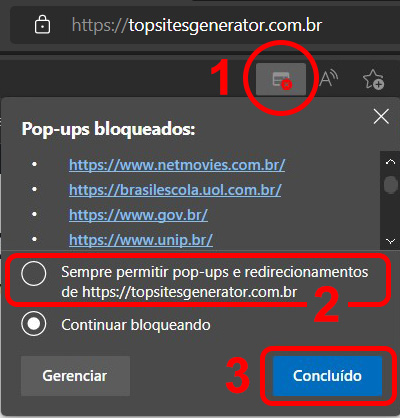 https://topsitesgenerator.com.br
1
A
Pop-ups bloqueados:
• https://www.netmovies.com.br/
• https://brasilescola.uol.com.br/
• https://www.gov.br/
• https://www.unip.br/
Sempre permitir pop-ups e redirecionamentos
de https://topsitesgenerator.com.br
2
Continuar bloqueando
Gerenciar
3
Concluído